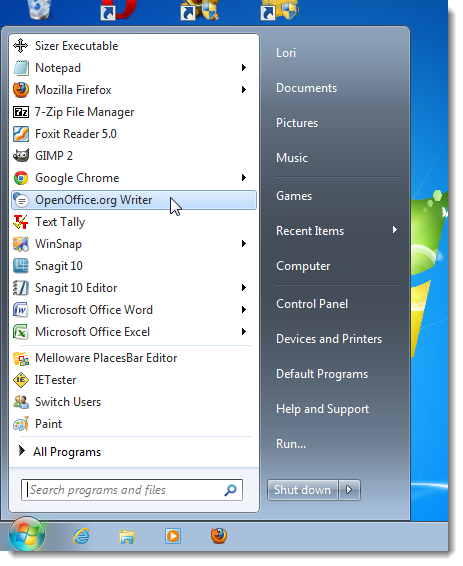 Sizer Executable
Notepad
Mozilla Firefox
7-Zip File Manager
Foxit Reader 5.0
GIMP 2
Google Chrome
OpenOffice.org Writer
Text Tally
WinSnap
Snagit 10
Snagit 10 Editor
Microsoft Office Word
Microsoft Office Excel
Melloware PlacesBar Editor
IETester
Switch Users
Paint
All Programs
Search programs and files
Lori
Documents
Pictures
Music
Games
Recent Items
Computer
Control Panel
Devices and Printers
Default Programs
Help and Support
Run...
Shut down